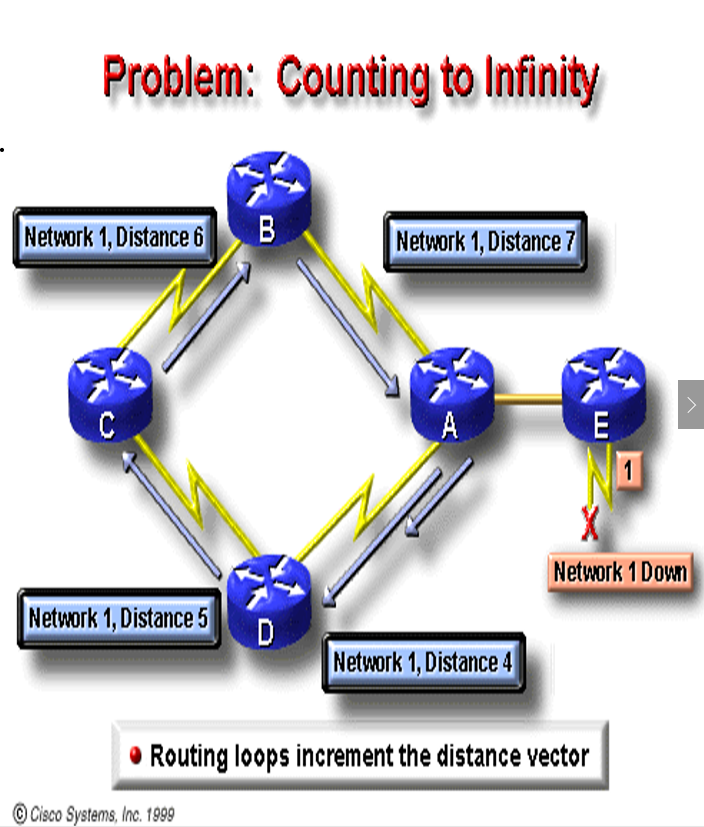 Problem: Counting to Infinity
B
Network 1, Distance 6
Network 1, Distance 7
C
A
E
1
X
Network 1 Down
Network 1, Distance 5
D
Network 1, Distance 4
Routing loops increment the distance vector
© Cisco Systems, Inc. 1999